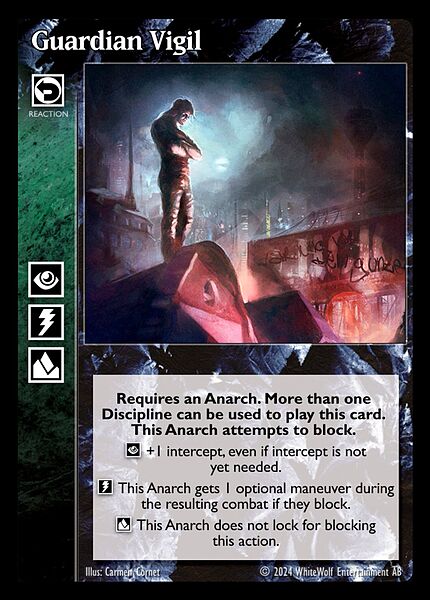 Guardian Vigil
REACTION
Requires an Anarch. More than one
Discipline can be used to play this card.
This Anarch attempts to block.
+1 intercept, even if intercept is not
yet needed.
This Anarch gets 1 optional maneuver during
the resulting combat if they block.
This Anarch does not lock for blocking
this action.
Illus: Carmen Cornet © 2024 WhiteWolf Entertainment AB